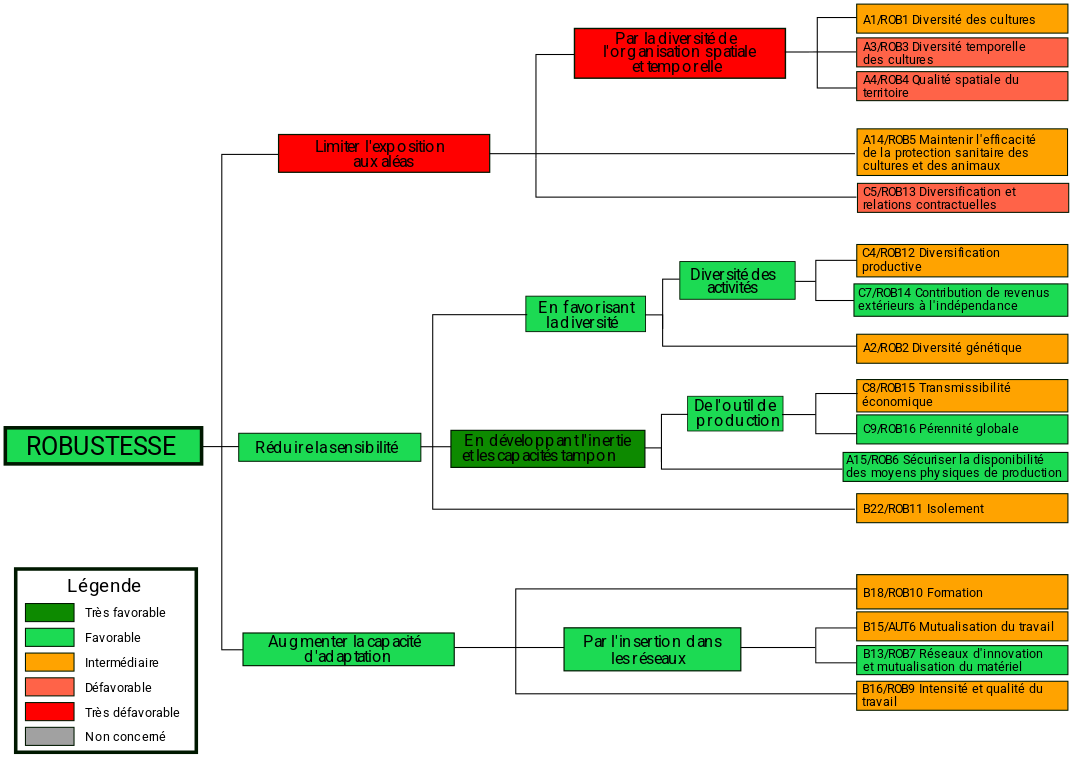 A1/ROB1 Diversité des cultures
Par la diversité de
l'organisation spatiale
et temporelle
A3/ROB3 Diversité temporelle
des cultures
A4/ROB4 Qualité spatiale du
territoire
Limiter l'exposition
aux aléas
A14/ROB5 Maintenir l'efficacité
de la protection sanitaire des
cultures et des animaux
C5/ROB13 Diversification et
relations contractuelles
C4/ROB12 Diversification
productive
Diversité des
activités
C7/ROB14 Contribution de revenus
extérieurs à l'indépendance
En favorisant
la diversité
A2/ROB2 Diversité génétique
C8/ROB15 Transmissibilité
économique
De l'outil de
production
C9/ROB16 Pérennité globale
ROBUSTESSE
Réduire la sensibilité
En développant l'inertie
et les capacités tampon
A15/ROB6 Sécuriser la disponibilité
des moyens physiques de production
B22/ROB11 Isolement
B18/ROB10 Formation
Augmenter la capacité
d'adaptation
Par l'insertion dans
les réseaux
B15/AUT6 Mutualisation du travail
B13/ROB7 Réseaux d'innovation
et mutualisation du matériel
B16/ROB9 Intensité et qualité du
travail
Légende
Très favorable
Favorable
Intermédiaire
Défavorable
Très défavorable
Non concerné